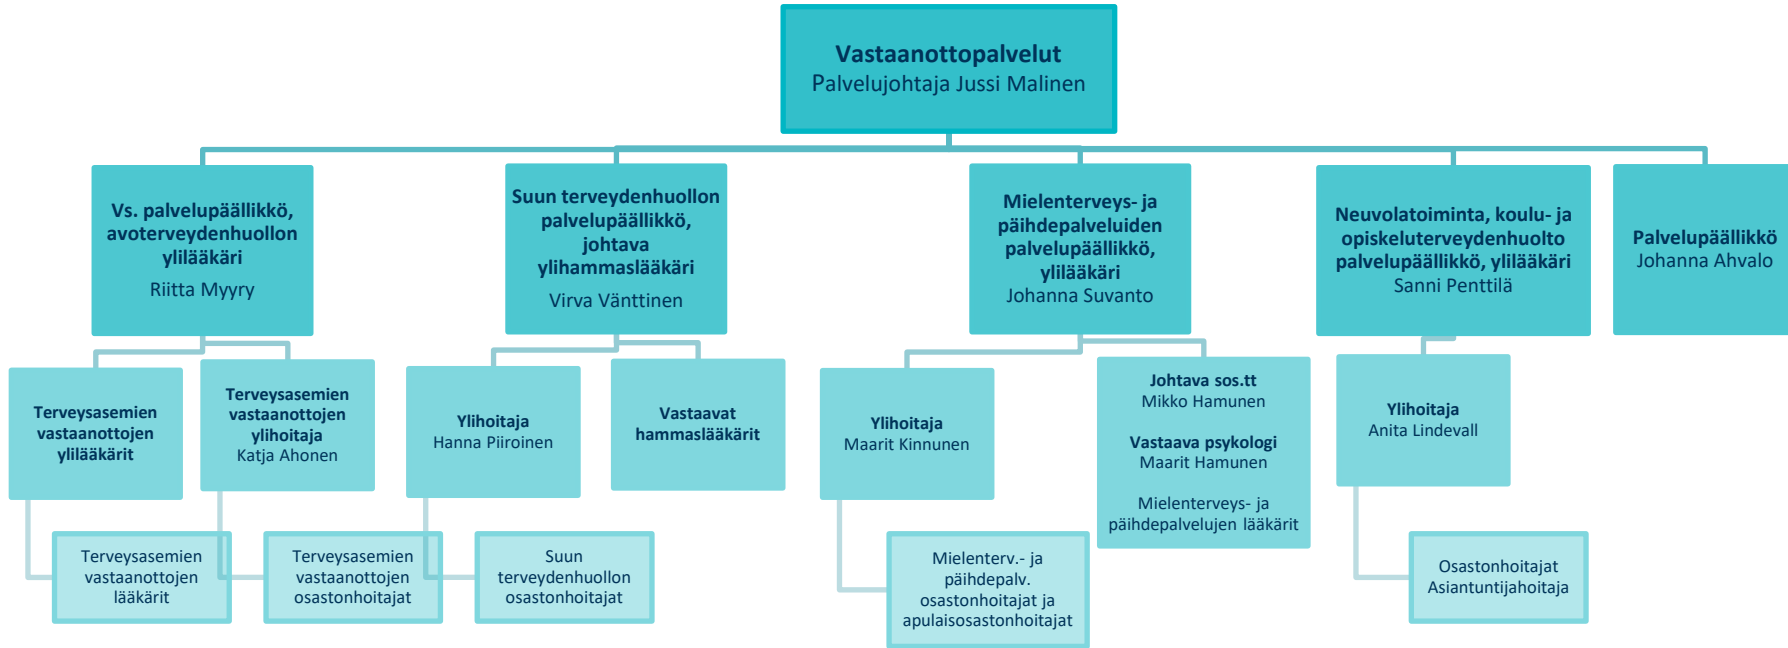 Vastaanottopalvelut
Palvelujohtaja Jussi Malinen
Vs. palvelupäällikkö,
avoterveydenhuollon
ylilääkäri
Riitta Myyry
Suun terveydenhuollon
palvelupäällikkö,
johtava
ylihammaslääkäri
Virva Vänttinen
Mielenterveys- ja
päihdepalveluiden
palvelupäällikkö,
ylilääkäri
Johanna Suvanto
Neuvolatoiminta, koulu- ja
opiskeluterveydenhuolto
palvelupäällikkö, ylilääkäri
Sanni Penttilä
Palvelupäällikkö
Johanna Ahvalo
Terveysasemien
vastaanottojen
ylilääkärit
Terveysasemien
vastaanottojen
ylihoitaja
Katja Ahonen
Ylihoitaja
Hanna Piiroinen
Vastaavat
hammaslääkärit
Ylihoitaja
Maarit Kinnunen
Johtava sos.tt
Mikko Hamunen
Vastaava psykologi
Maarit Hamunen
Mielenterveys- ja
päihdepalvelujen lääkärit
Ylihoitaja
Anita Lindevall
Terveysasemien
vastaanottojen
lääkärit
Terveysasemien
vastaanottojen
osastonhoitajat
Suun
terveydenhuollon
osastonhoitajat
Mielenterv.- ja
päihdepalv.
osastonhoitajat ja
apulaisosastonhoitajat
Osastonhoitajat
Asiantuntijahoitaja